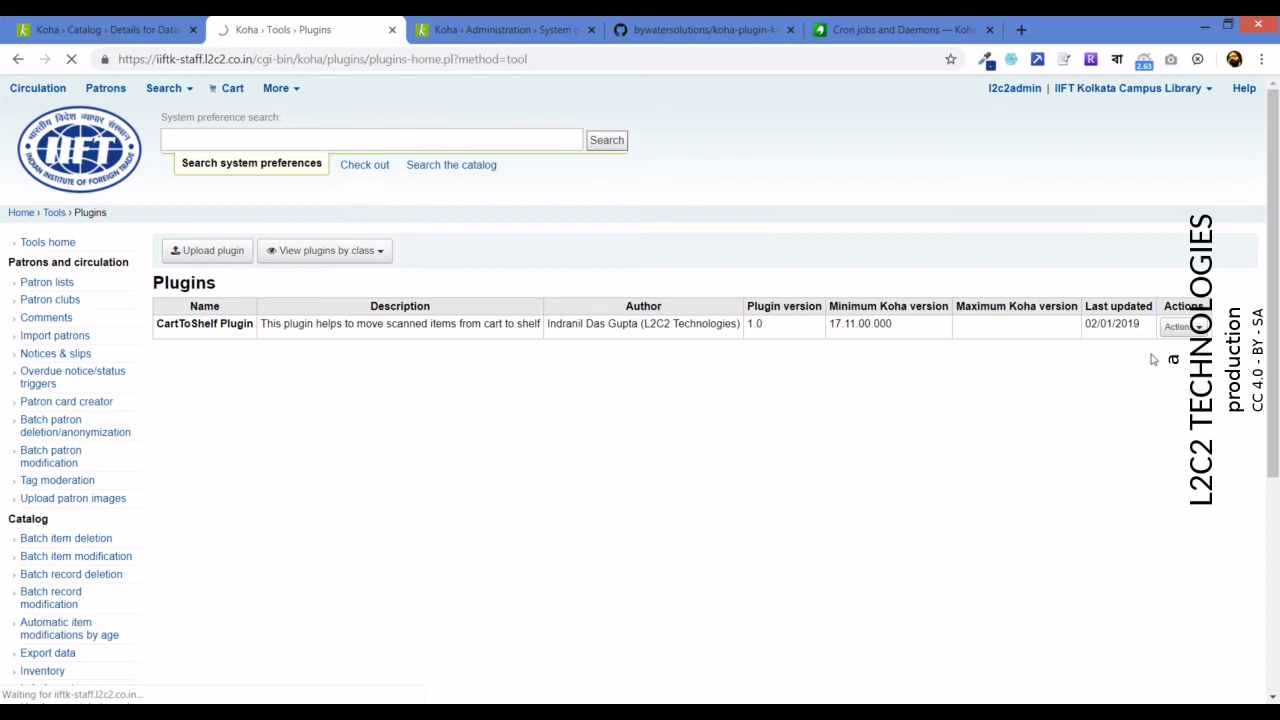 Koha › Catalog › Details for Data
Koha › Tools › Plugins
Koha › Administration › System p
bywatersolutions/koha-plugin-k
Cron jobs and Daemons — Koha
https://iiftk-staff.l2c2.co.in/cgi-bin/koha/plugins/plugins-home.pl?method=tool
R
বা
2.63
Circulation Patrons Search Cart More
l2c2admin | IIFT Kolkata Campus Library Help
भारतीय विदेश व्यापार संस्थान
IIFT
INDIAN INSTITUTE OF FOREIGN TRADE
System preference search:
Search
Search system preferences Check out Search the catalog
Home › Tools › Plugins
Tools home
Patrons and circulation
Patron lists
Patron clubs
Comments
Import patrons
Notices & slips
Overdue notice/status
triggers
Patron card creator
Batch patron
deletion/anonymization
Batch patron
modification
Tag moderation
Upload patron images
Catalog
Batch item deletion
Batch item modification
Batch record deletion
Batch record
modification
Automatic item
modifications by age
Export data
Inventory
Upload plugin View plugins by class
Plugins
Name Description Author Plugin version Minimum Koha version Maximum Koha version Last updated Actions
CartToShelf Plugin This plugin helps to move scanned items from cart to shelf Indranil Das Gupta (L2C2 Technologies) 1.0 17.11.00.000 02/01/2019 Actions
a
L2C2 TECHNOLOGIES
production
CC 4.0 - BY - SA
Waiting for iiftk-staff.l2c2.co.in...